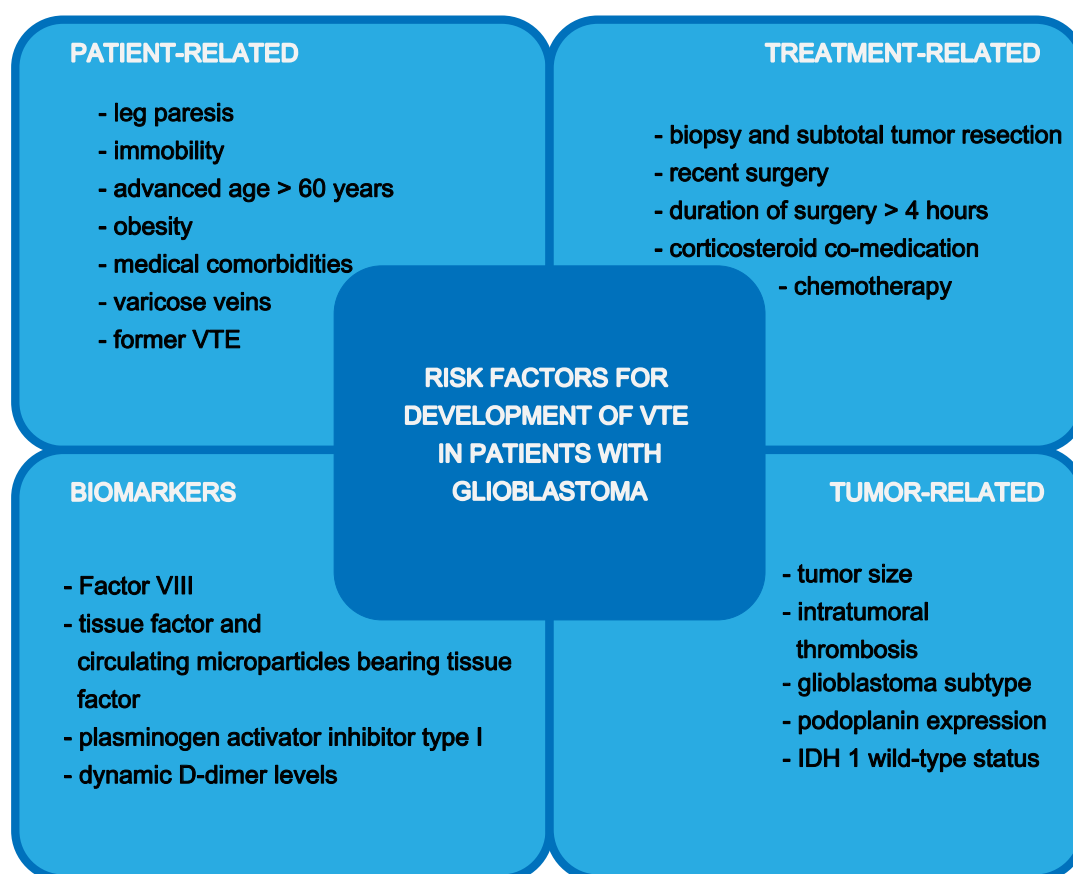 PATIENT-RELATED
- leg paresis
- immobility
- advanced age > 60 years
- obesity
- medical comorbidities
- varicose veins
- former VTE
TREATMENT-RELATED
- biopsy and subtotal tumor resection
- recent surgery
- duration of surgery > 4 hours
- corticosteroid co-medication
- chemotherapy
RISK FACTORS FOR
DEVELOPMENT OF VTE
IN PATIENTS WITH
GLIOBLASTOMA
BIOMARKERS
- Factor VIII
- tissue factor and
circulating microparticles bearing tissue
factor
- plasminogen activator inhibitor type I
- dynamic D-dimer levels
TUMOR-RELATED
- tumor size
- intratumoral
thrombosis
- glioblastoma subtype
- podoplanin expression
- IDH 1 wild-type status